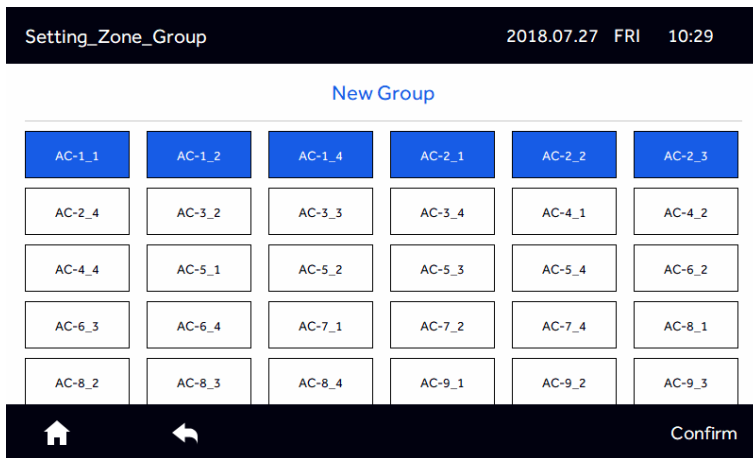 Setting_Zone_Group 2018.07.27 FRI 10:29
New Group
AC-1_1 AC-1_2 AC-1_4 AC-2_1 AC-2_2 AC-2_3
AC-2_4 AC-3_2 AC-3_3 AC-3_4 AC-4_1 AC-4_2
AC-4_4 AC-5_1 AC-5_2 AC-5_3 AC-5_4 AC-6_2
AC-6_3 AC-6_4 AC-7_1 AC-7_2 AC-7_4 AC-8_1
AC-8_2 AC-8_3 AC-8_4 AC-9_1 AC-9_2 AC-9_3
Confirm